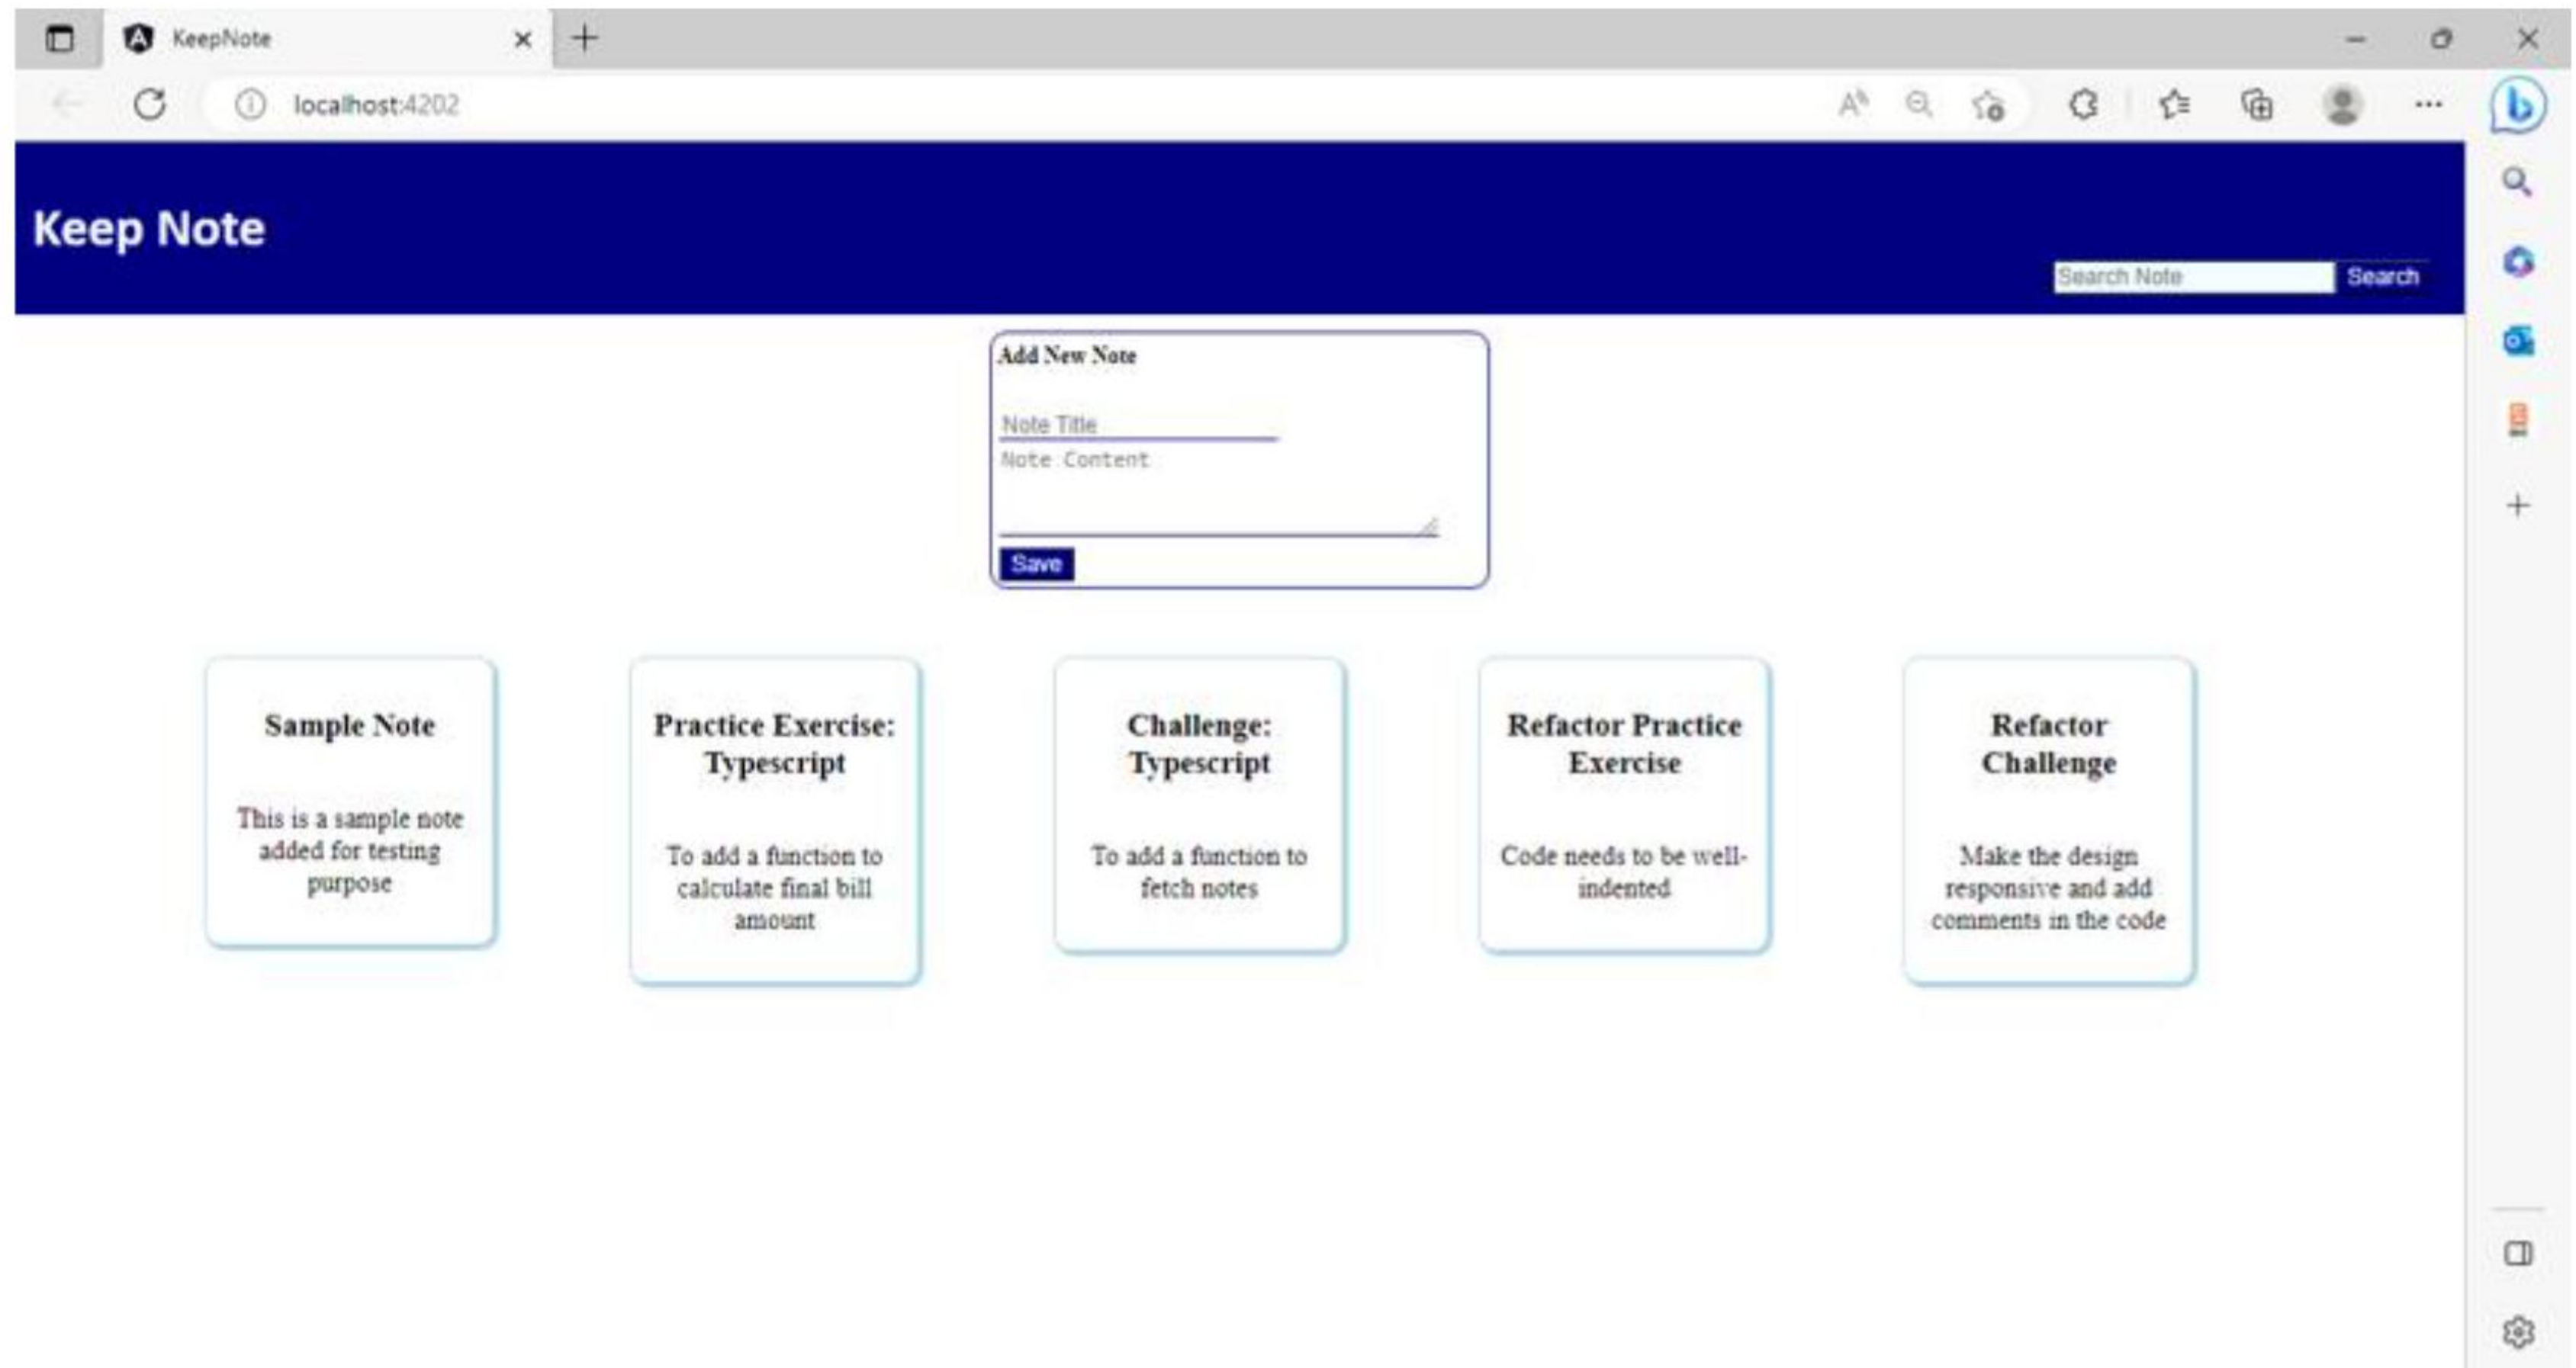 KeepNote
localhost:4202
Keep Note
Search Note Search
Add New Note
Note Title
Note Content
Save
Sample Note
This is a sample note
added for testing
purpose
Practice Exercise:
Typescript
To add a function to
calculate final bill
amount
Challenge:
Typescript
To add a function to
fetch notes
Refactor Practice
Exercise
Code needs to be well-
indented
Refactor
Challenge
Make the design
responsive and add
comments in the code